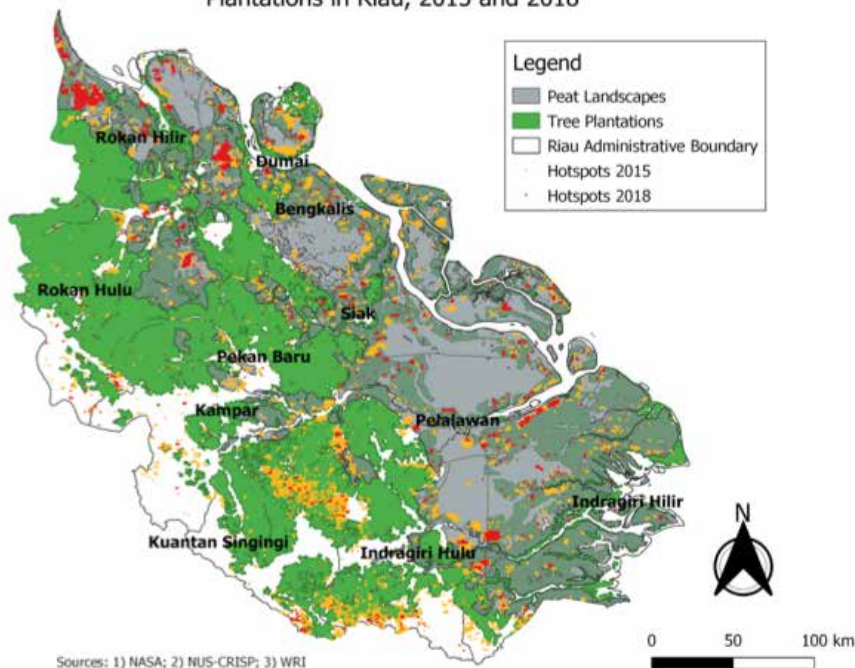 Plantations in Riau, 2015 and 2018
Legend
Peat Landscapes
Tree Plantations
Riau Administrative Boundary
Hotspots 2015
Hotspots 2018
Rokan Hilir
Dumai
Bengkalis
Rokan Hulu
Siak
Pekan Baru
Kampar
Pelalawan
Indragiri Hilir
Kuantan Singingi
Indragiri Hulu
N
0 50 100 km
Sources: 1) NASA; 2) NUS-CRISP; 3) WRI